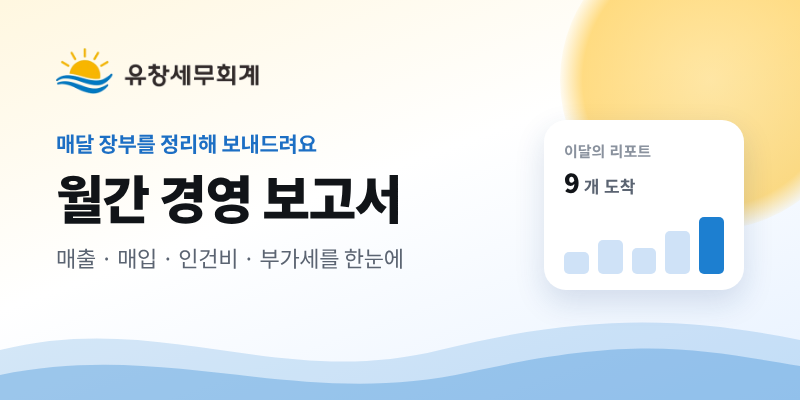 유창세무회계
매달 장부를 정리해 보내드려요
월간 경영 보고서
매출 · 매입 · 인건비 · 부가세를 한눈에
이달의 리포트
9개 도착